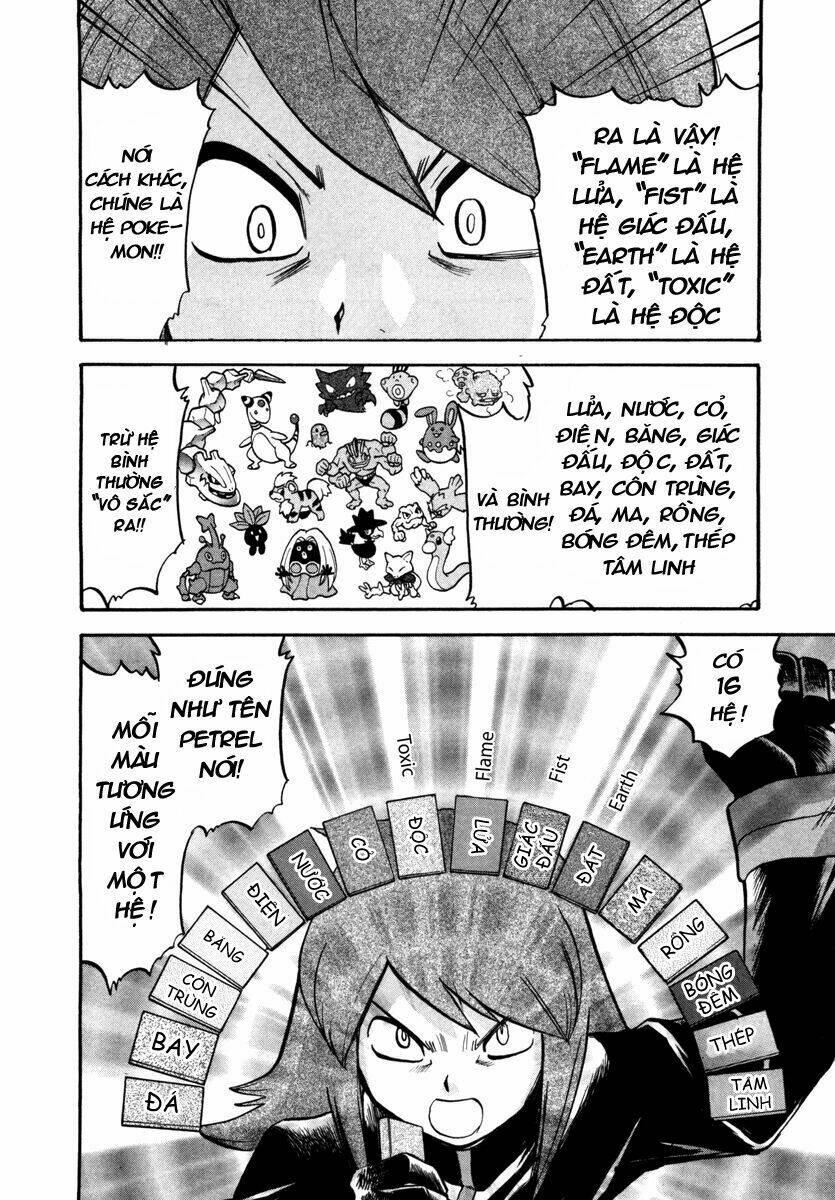 RA LÀ VẬY!
"FLAME" LÀ HỆ
LỬA, "FIST" LÀ
HỆ GIÁC ĐẤU,
"EARTH" LÀ HỆ
ĐẤT, "TOXIC"
LÀ HỆ ĐỘC
NÓI
CÁCH KHÁC,
CHÚNG LÀ
HỆ POKE-
MON!!
LỬA, NƯỚC, CỎ,
ĐIỆN, BĂNG, GIÁC
ĐẤU, ĐỘC, ĐẤT,
BAY, CÔN TRÙNG,
ĐÁ, MA, RỒNG,
BÓNG ĐÊM, THÉP
TÂM LINH
VÀ BÌNH
THƯỜNG!
TRỪ HỆ
BÌNH
THƯỜNG
"VÔ SẮC"
RA!!
CÓ
16
HỆ!
ĐÚNG
NHƯ TÊN
PETREL
NÓI!
MỖI
MÀU
TƯƠNG
ỨNG
VỚI
MỘT
HỆ!
Toxic
Flame
Fist
Earth
ĐÁ
BAY
CÔN
TRÙNG
BĂNG
ĐIỆN
NƯỚC
CỎ
ĐỘC
LỬA
GIÁC
ĐẤU
ĐẤT
MA
RỒNG
BÓNG
ĐÊM
THÉP
TÂM
LINH